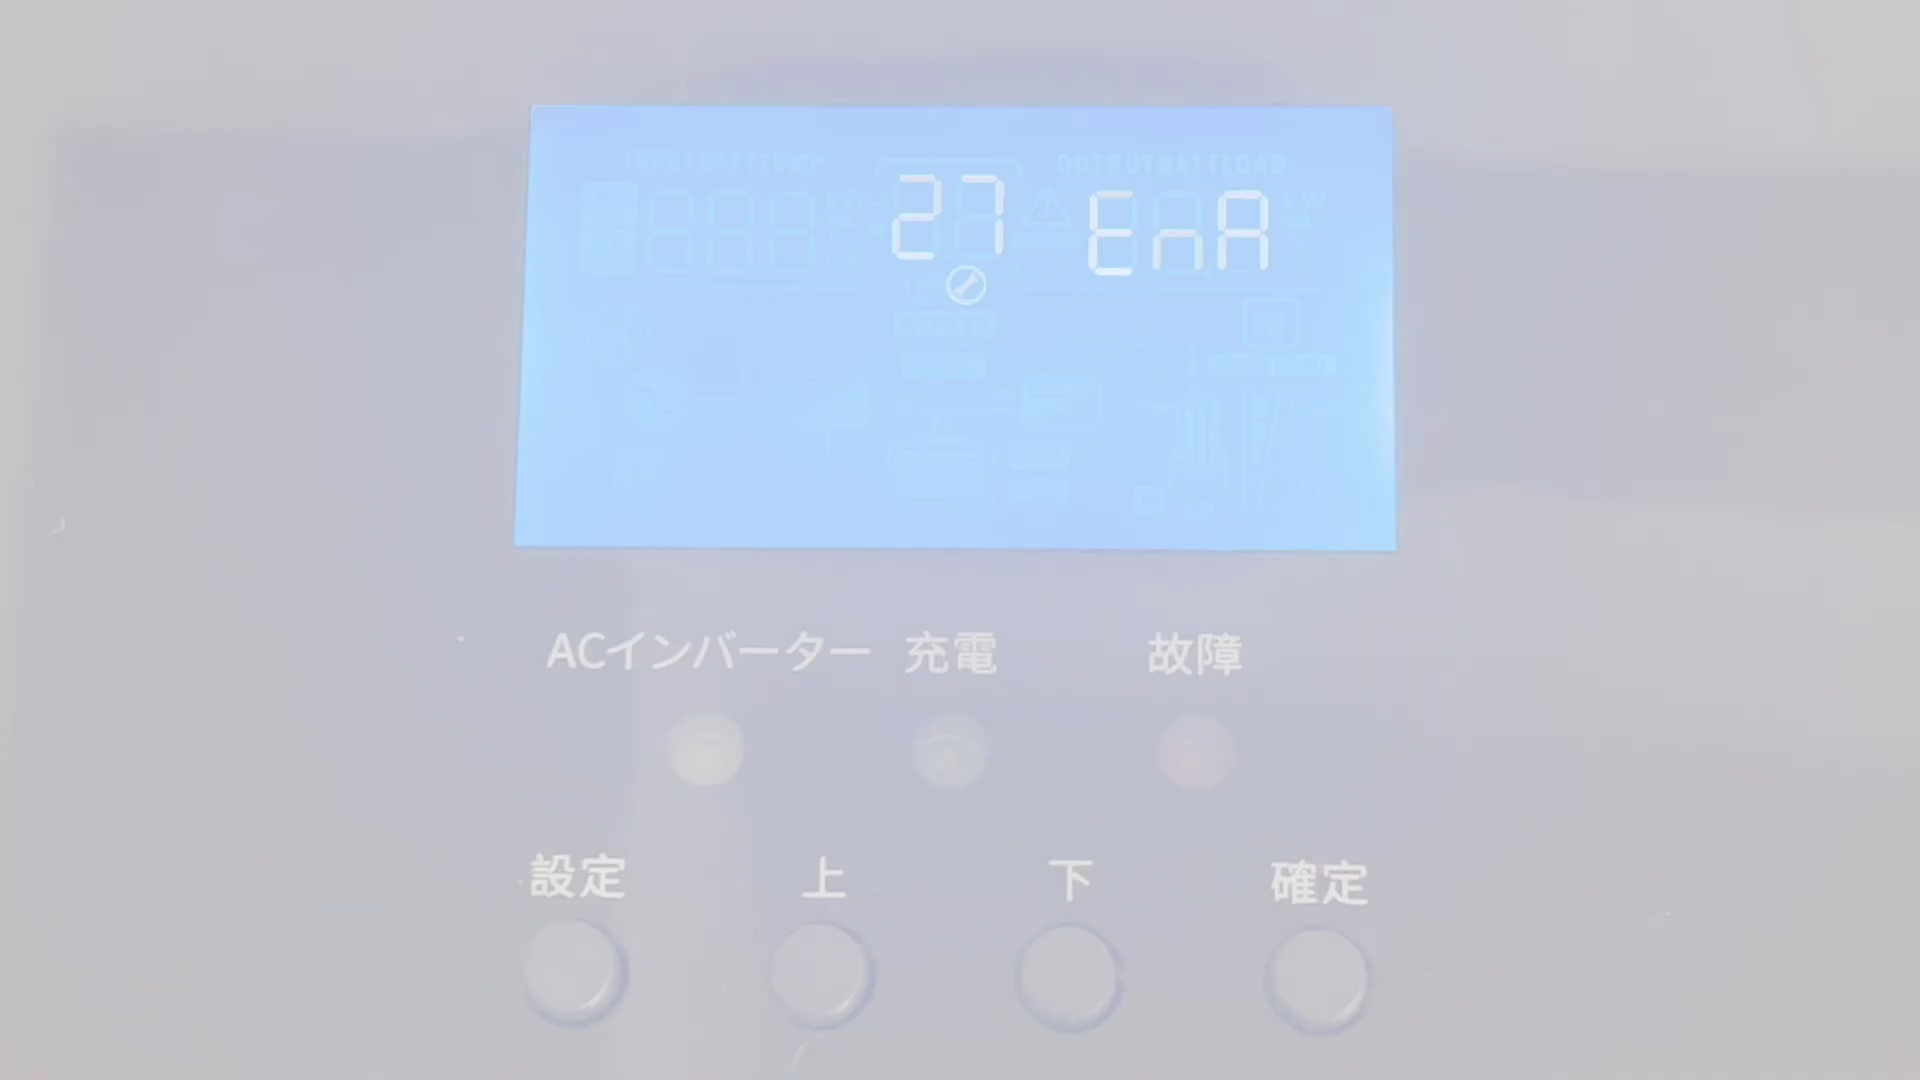 27 EnA
OUTPUTBATTLOAD
ACインバーター 充電 故障
設定 上 下 確定